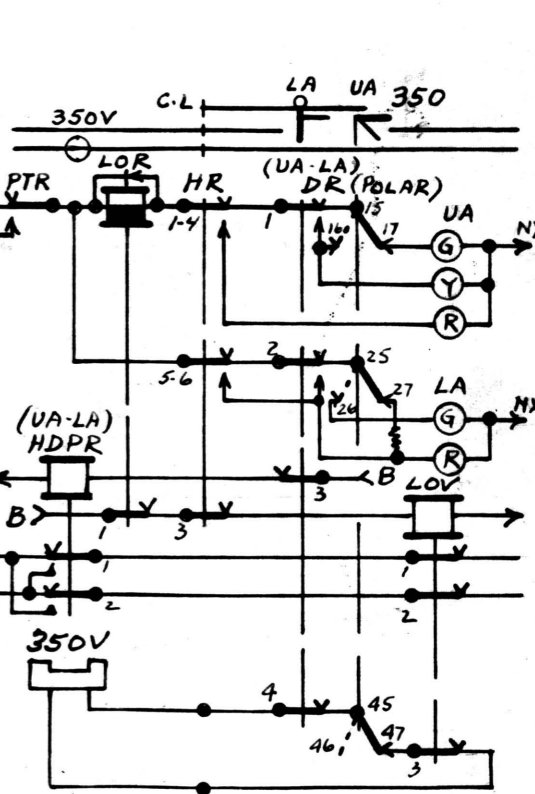 LA UA 350
C.L
350V
LOR
(UA-LA)
PTR HR DR (POLAR)
1-4 1 15 UA
16 17 G
Y
R
2 25
5-6
26 27 LA
G
(UA-LA)
HDPR R
3 B
LOV
B 1 3
1 1
2 2
350V
4 45
46 47
3